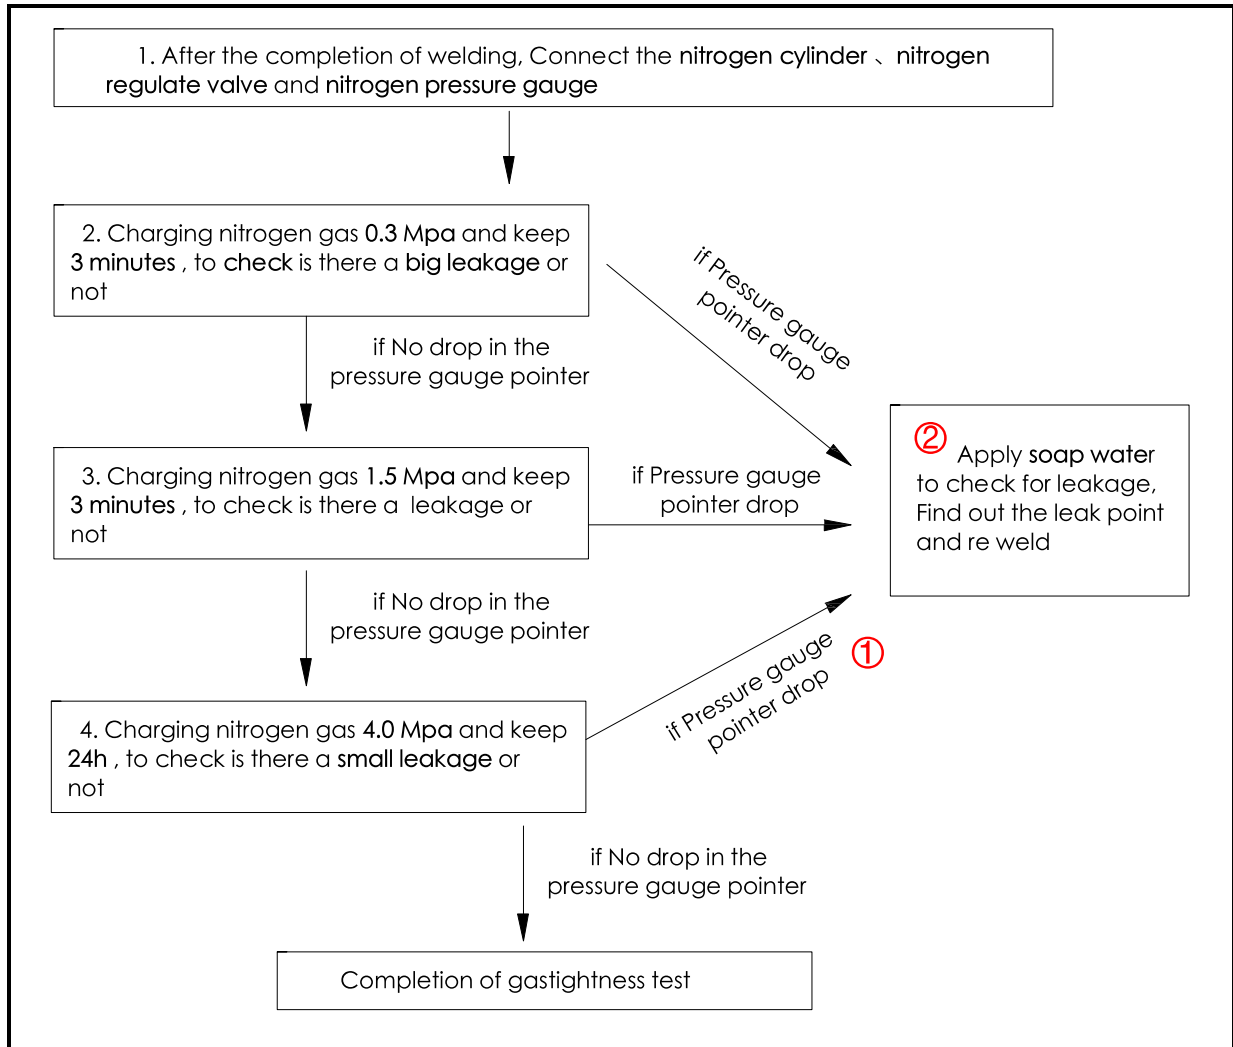 1. After the completion of welding, Connect the nitrogen cylinder 、nitrogen
regulate valve and nitrogen pressure gauge
2. Charging nitrogen gas 0.3 Mpa and keep
3 minutes , to check is there a big leakage or
not
if Pressure gauge
pointer drop
if No drop in the
pressure gauge pointer
3. Charging nitrogen gas 1.5 Mpa and keep
3 minutes , to check is there a leakage or
not
if Pressure gauge
pointer drop
②
Apply soap water
to check for leakage,
Find out the leak point
and re weld
if No drop in the
pressure gauge pointer
①
if Pressure gauge
pointer drop
4. Charging nitrogen gas 4.0 Mpa and keep
24h , to check is there a small leakage or
not
if No drop in the
pressure gauge pointer
Completion of gastightness test